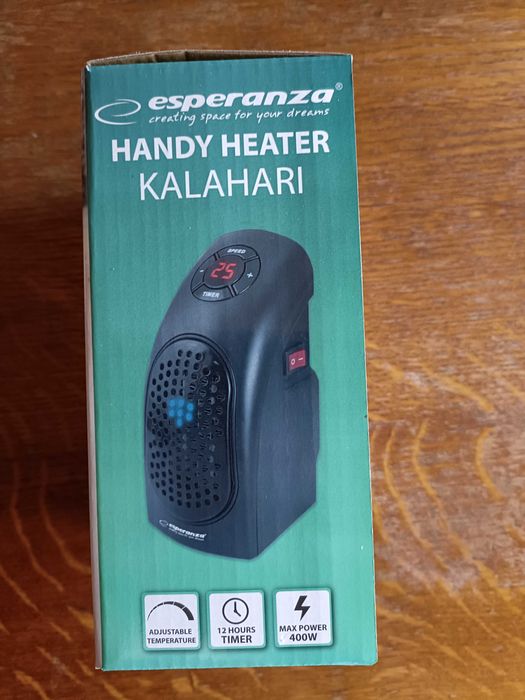 esperanza®
creating space for your dreams
HANDY HEATER
KALAHARI
SPEED
- 25 +
TIMER
O I
esperanza
ADJUSTABLE
TEMPERATURE
12 HOURS
TIMER
MAX POWER
400W